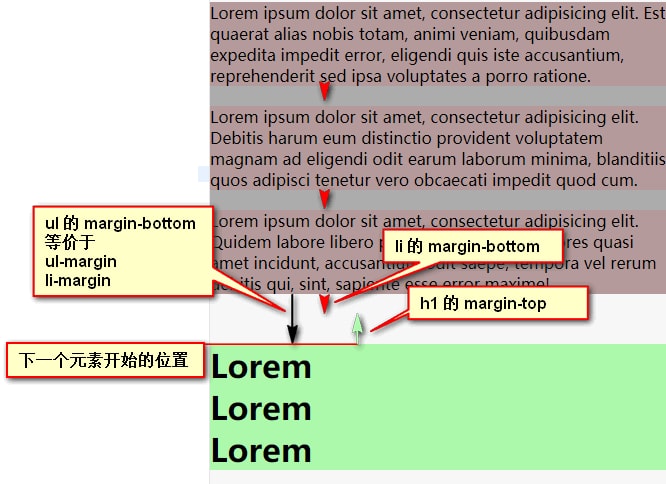 Lorem ipsum dolor sit amet, consectetur adipisicing elit. Est
quaerat alias nobis totam, animi veniam, quibusdam
expedita impedit error, eligendi quis iste accusantium,
reprehenderit sed ipsa voluptates a porro ratione.
Lorem ipsum dolor sit amet, consectetur adipisicing elit.
Debitis harum eum distinctio provident voluptatem
magnam ad eligendi odit earum laborum minima, blanditiis
quos adipisci tenetur vero obcaecati impedit quod cum.
Lorem ipsum dolor sit amet, consectetur adipisicing elit.
Quidem labore libero quasi
amet incidunt, saepe, tempora vel rerum
qui, sint, sapiente esse error maxime!
ul 的 margin-bottom
等价于
ul-margin
li-margin
li 的 margin-bottom
h1 的 margin-top
下一个元素开始的位置
Lorem
Lorem
Lorem